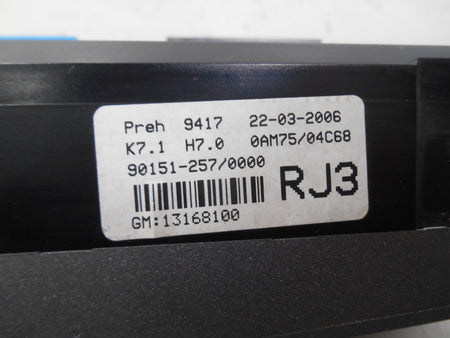 Preh 9417 22-03-2006
K7.1 H7.0 0AM75/04C68
90151-257/0000
RJ3
GM:13168100